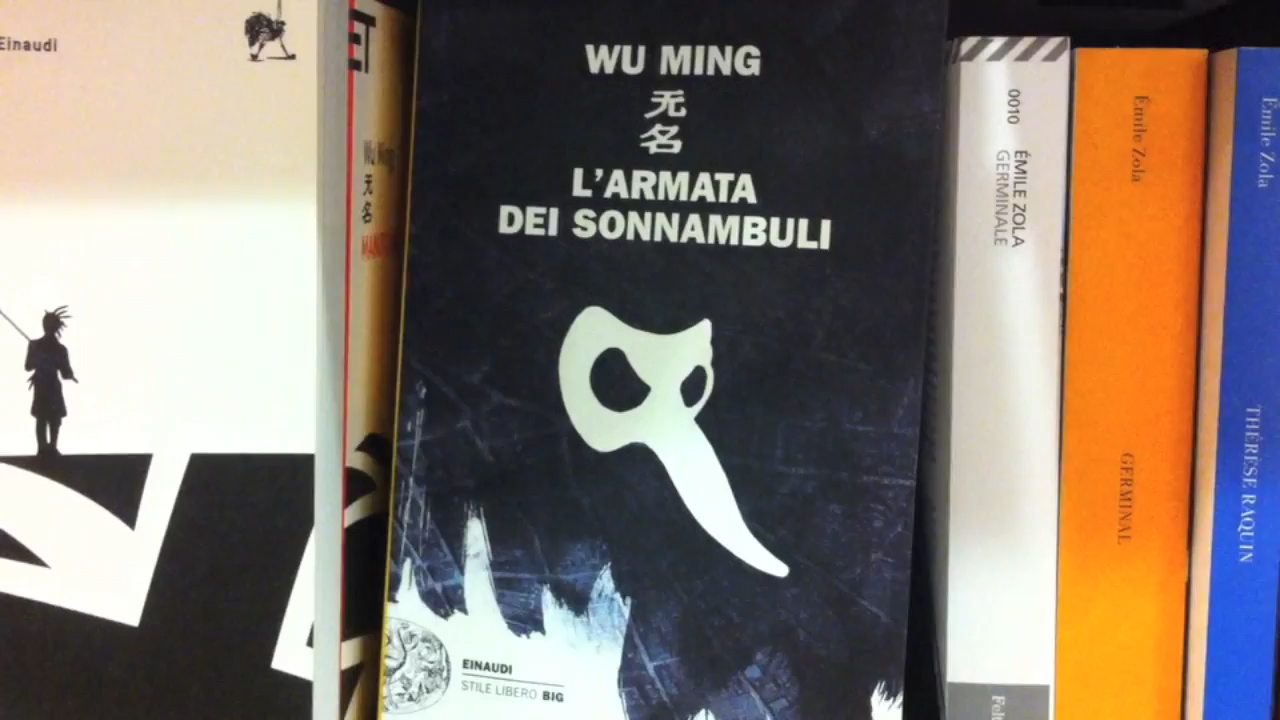 Einaudi
ET
Wu Ming
无
名
WU MING
无
名
L'ARMATA
DEI SONNAMBULI
EINAUDI
STILE LIBERO BIG
0010
ÉMILE ZOLA
GERMINALE
Émile Zola
GERMINAL
Émile Zola
THÉRÈSE RAQUIN